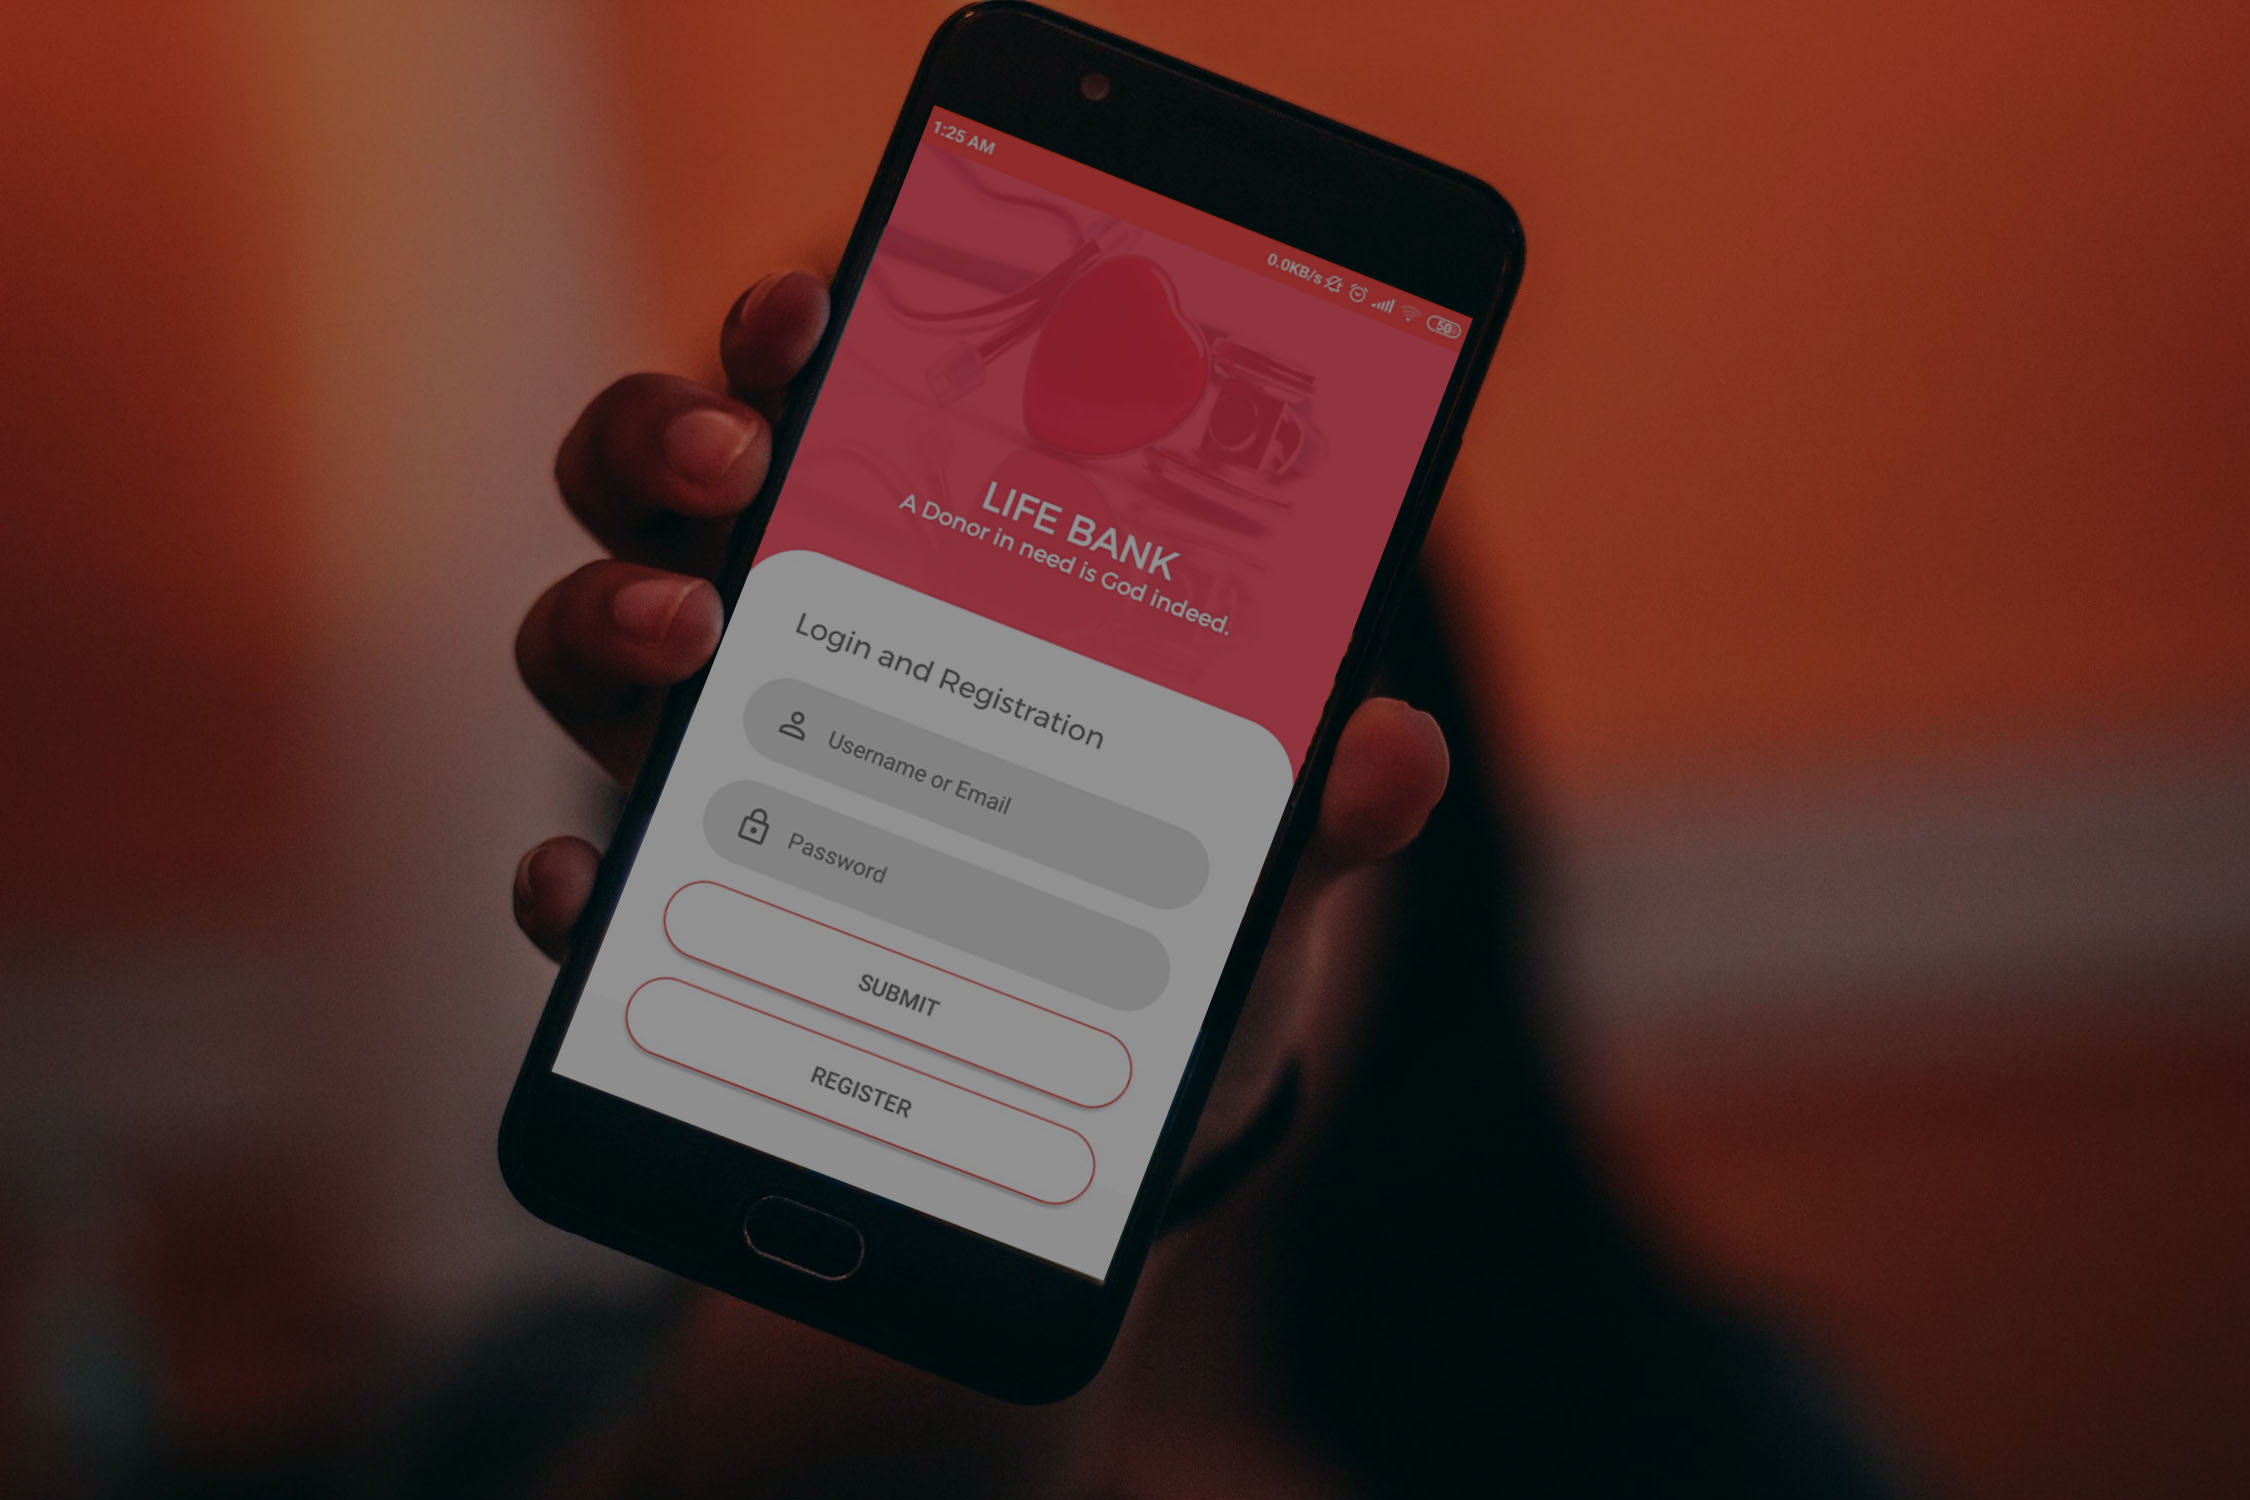 1:25 AM
0.0KB/s
50
LIFE BANK
A Donor in need is God indeed.
Login and Registration
Username or Email
Password
SUBMIT
REGISTER